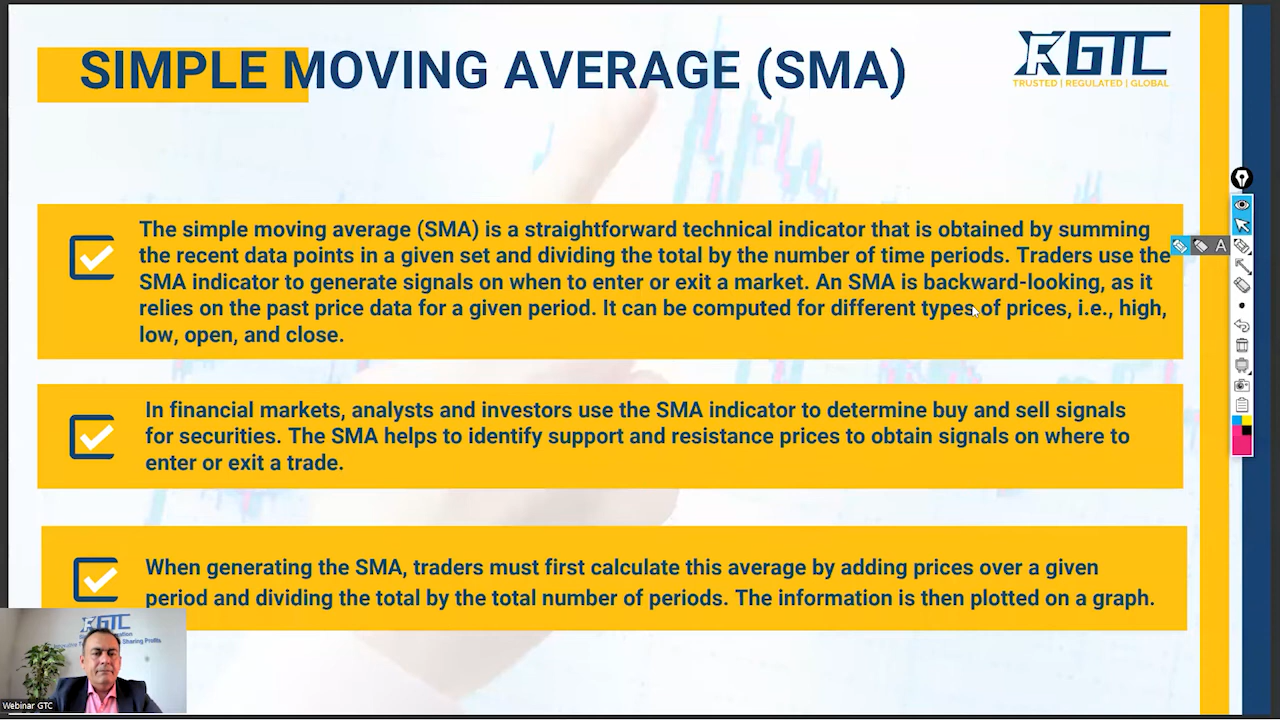 SIMPLE MOVING AVERAGE (SMA)
GTC
TRUSTED | REGULATED | GLOBAL
The simple moving average (SMA) is a straightforward technical indicator that is obtained by summing
the recent data points in a given set and dividing the total by the number of time periods. Traders use the
SMA indicator to generate signals on when to enter or exit a market. An SMA is backward-looking, as it
relies on the past price data for a given period. It can be computed for different types of prices, i.e., high,
low, open, and close.
A
In financial markets, analysts and investors use the SMA indicator to determine buy and sell signals
for securities. The SMA helps to identify support and resistance prices to obtain signals on where to
enter or exit a trade.
When generating the SMA, traders must first calculate this average by adding prices over a given
period and dividing the total by the total number of periods. The information is then plotted on a graph.
GTC
Sharing Profits
Webinar GTC